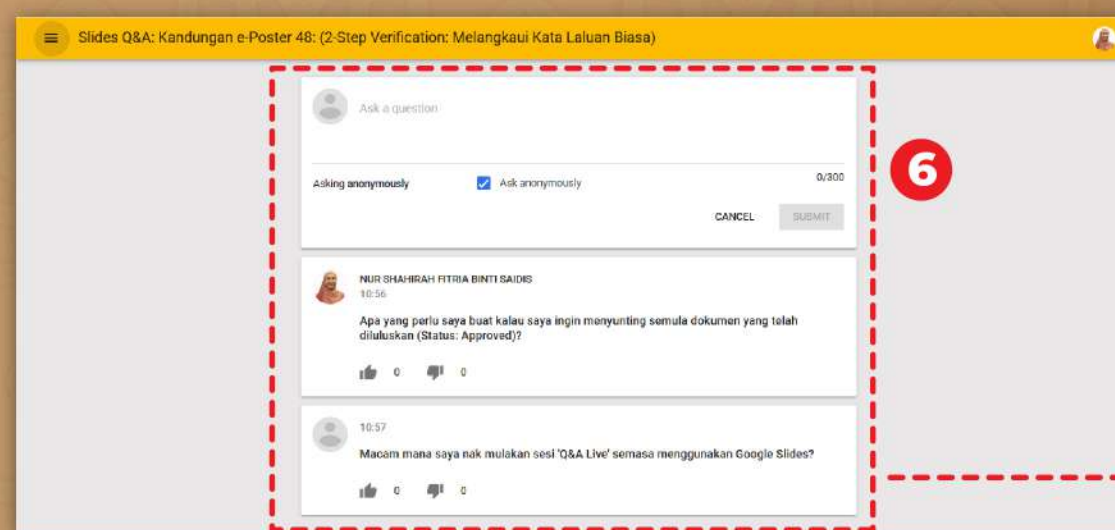 Slides Q&A: Kandungan e-Poster 48: (2-Step Verification: Melangkaui Kata Laluan Biasa)
Ask a question
6
Asking anonymously
Ask anonymously
0/300
CANCEL
SUBMIT
NUR SHAHIRAH FITRIA BINTI SAIDIS
10:56
Apa yang perlu saya buat kalau saya ingin menyunting semula dokumen yang telah
diluluskan (Status: Approved)?
0
0
10:57
Macam mana saya nak mulakan sesi 'Q&A Live' semasa menggunakan Google Slides?
0
0